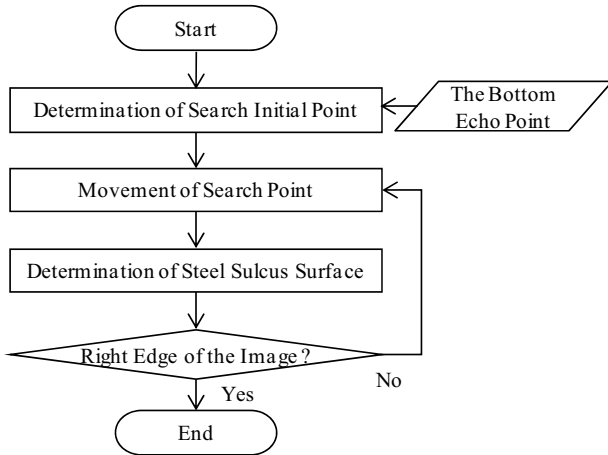 Start
Determination of Search Initial Point
The Bottom
Echo Point
Movement of Search Point
Determination of Steel Sulcus Surface
Right Edge of the Image?
No
Yes
End